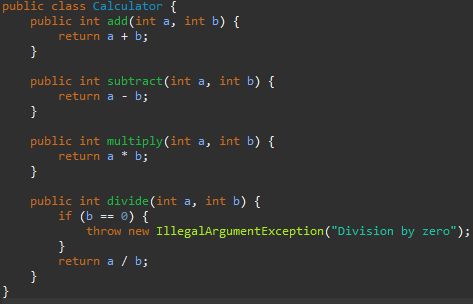 public class Calculator {
    public int add(int a, int b) {
        return a + b;
    }

    public int subtract(int a, int b) {
        return a - b;
    }

    public int multiply(int a, int b) {
        return a * b;
    }

    public int divide(int a, int b) {
        if (b == 0) {
            throw new IllegalArgumentException("Division by zero");
        }
        return a / b;
    }
}